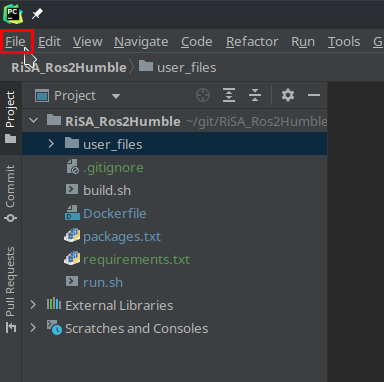 PC
File Edit View Navigate Code Refactor Run Tools G
RiSA_Ros2Humble user_files
Project
Project
RiSA_Ros2Humble ~/git/RiSA_Ros2Humble
user_files
.gitignore
build.sh
Dockerfile
packages.txt
requirements.txt
run.sh
External Libraries
Scratches and Consoles
Commit
Pull Requests